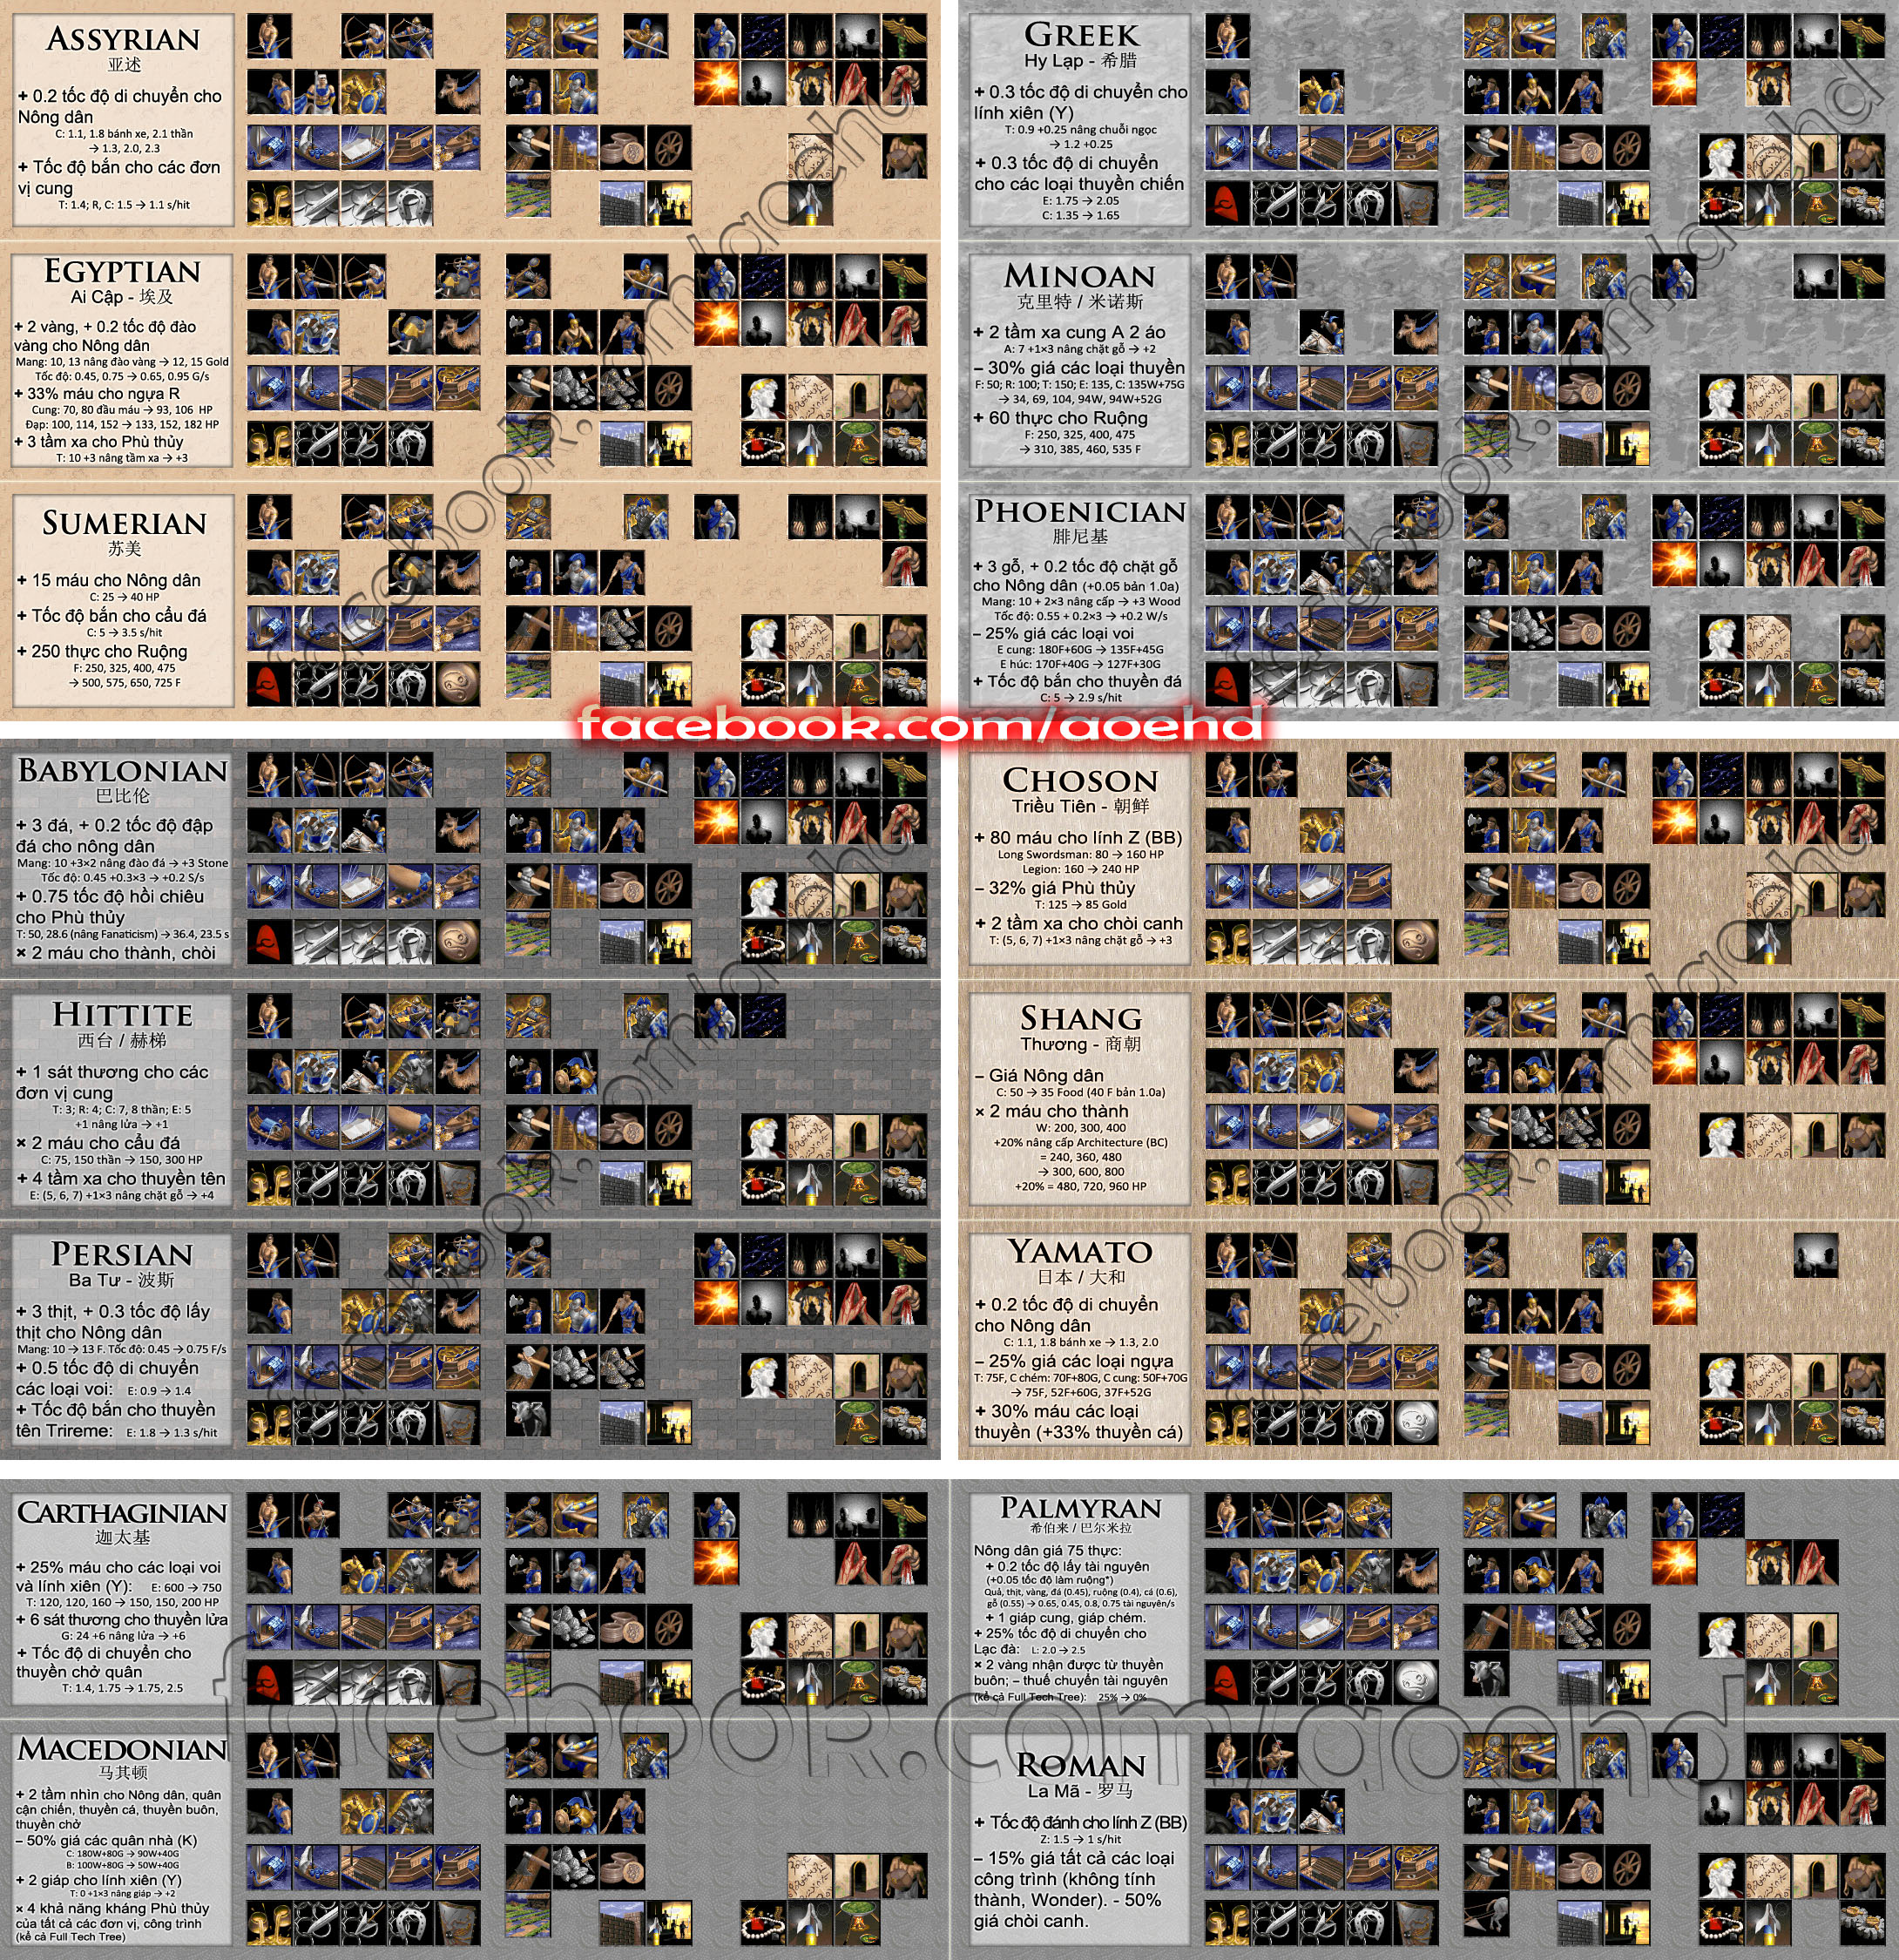 ASSYRIAN
亚述
+ 0.2 tốc độ di chuyển cho
Nông dân
C: 1.1, 1.8 bánh xe, 2.1 thần
→ 1.3, 2.0, 2.3
+ Tốc độ bắn cho các đơn
vị cung
T: 1.4; R, C: 1.5 → 1.1 s/hit
EGYPTIAN
Ai Cập - 埃及
+ 2 vàng, + 0.2 tốc độ đào
vàng cho Nông dân
Mang: 10, 13 nâng đào vàng → 12, 15 Gold
Tốc độ: 0.45, 0.75 → 0.65, 0.95 G/s
+ 33% máu cho ngựa R
Cung: 70, 80 đầu máu → 93, 106 HP
Đạp: 100, 114, 152 → 133, 152, 182 HP
+ 3 tầm xa cho Phù thủy
T: 10 +3 nâng tầm xa → +3
SUMERIAN
苏美
+ 15 máu cho Nông dân
C: 25 → 40 HP
+ Tốc độ bắn cho cẩu đá
C: 5 → 3.5 s/hit
+ 250 thực cho Ruộng
F: 250, 325, 400, 475
→ 500, 575, 650, 725 F
GREEK
Hy Lạp - 希腊
+ 0.3 tốc độ di chuyển cho
lính xiên (Y)
T: 0.9 +0.25 nâng chuỗi ngọc
→ 1.2 +0.25
+ 0.3 tốc độ di chuyển
cho các loại thuyền chiến
E: 1.75 → 2.05
C: 1.35 → 1.65
MINOAN
克里特 / 米诺斯
+ 2 tầm xa cung A 2 áo
A: 7 +1×3 nâng chặt gỗ → +2
– 30% giá các loại thuyền
F: 50; R: 100; T: 150; E: 135, C: 135W+75G
→ 34, 69, 104, 94W, 94W+52G
+ 60 thực cho Ruộng
F: 250, 325, 400, 475
→ 310, 385, 460, 535 F
PHOENICIAN
腓尼基
+ 3 gỗ, + 0.2 tốc độ chặt gỗ
cho Nông dân (+0.05 bản 1.0a)
Mang: 10 + 2×3 nâng cấp → +3 Wood
Tốc độ: 0.55 + 0.2×3 → +0.2 W/s
– 25% giá các loại voi
E cung: 180F+60G → 135F+45G
E húc: 170F+40G → 127F+30G
+ Tốc độ bắn cho thuyền đá
C: 5 → 2.9 s/hit
facebook.com/aoehd
BABYLONIAN
巴比伦
+ 3 đá, + 0.2 tốc độ đập
đá cho nông dân
Mang: 10 +3×2 nâng đào đá → +3 Stone
Tốc độ: 0.45 +0.3×3 → +0.2 S/s
+ 0.75 tốc độ hồi chiêu
cho Phù thủy
T: 50, 28.6 (nâng Fanaticism) → 36.4, 23.5 s
× 2 máu cho thành, chòi
HITTITE
西台 / 赫梯
+ 1 sát thương cho các
đơn vị cung
T: 3; R: 4; C: 7, 8 thần; E: 5
+1 nâng lửa → +1
× 2 máu cho cẩu đá
C: 75, 150 thần → 150, 300 HP
+ 4 tầm xa cho thuyền tên
E: (5, 6, 7) +1×3 nâng chặt gỗ → +4
PERSIAN
Ba Tư - 波斯
+ 3 thịt, + 0.3 tốc độ lấy
thịt cho Nông dân
Mang: 10 → 13 F. Tốc độ: 0.45 → 0.75 F/s
+ 0.5 tốc độ di chuyển
các loại voi: E: 0.9 → 1.4
+ Tốc độ bắn cho thuyền
tên Trireme: E: 1.8 → 1.3 s/hit
CHOSON
Triều Tiên - 朝鲜
+ 80 máu cho lính Z (BB)
Long Swordsman: 80 → 160 HP
Legion: 160 → 240 HP
– 32% giá Phù thủy
T: 125 → 85 Gold
+ 2 tầm xa cho chòi canh
T: (5, 6, 7) +1×3 nâng chặt gỗ → +3
SHANG
Thương - 商朝
– Giá Nông dân
C: 50 → 35 Food (40 F bản 1.0a)
× 2 máu cho thành
W: 200, 300, 400
+20% nâng cấp Architecture (BC)
= 240, 360, 480
→ 300, 600, 800
+20% = 480, 720, 960 HP
YAMATO
日本 / 大和
+ 0.2 tốc độ di chuyển
cho Nông dân
C: 1.1, 1.8 bánh xe → 1.3, 2.0
– 25% giá các loại ngựa
T: 75F, C chém: 70F+80G, C cung: 50F+70G
→ 75F, 52F+60G, 37F+52G
+ 30% máu các loại
thuyền (+33% thuyền cá)
CARTHAGINIAN
迦太基
+ 25% máu cho các loại voi
và lính xiên (Y): E: 600 → 750
T: 120, 120, 160 → 150, 150, 200 HP
+ 6 sát thương cho thuyền lửa
G: 24 +6 nâng lửa → +6
+ Tốc độ di chuyển cho
thuyền chở quân
T: 1.4, 1.75 → 1.75, 2.5
MACEDONIAN
马其顿
+ 2 tầm nhìn cho Nông dân, quân
cận chiến, thuyền cá, thuyền buôn,
thuyền chở
– 50% giá các quân nhà (K)
C: 180W+80G → 90W+40G
B: 100W+80G → 50W+40G
+ 2 giáp cho lính xiên (Y)
T: 0 +1×3 nâng giáp → +2
× 4 khả năng kháng Phù thủy
của tất cả các đơn vị, công trình
(kể cả Full Tech Tree)
PALMYRAN
希伯来 / 巴尔米拉
Nông dân giá 75 thực:
+ 0.2 tốc độ lấy tài nguyên
(+0.05 tốc độ làm ruộng*)
Quả, thịt, vàng, đá (0.45), ruộng (0.4), cá (0.6),
gỗ (0.55) → 0.65, 0.45, 0.8, 0.75 tài nguyên/s
+ 1 giáp cung, giáp chém.
+ 25% tốc độ di chuyển cho
Lạc đà: L: 2.0 → 2.5
× 2 vàng nhận được từ thuyền
buôn; – thuế chuyển tài nguyên
(kể cả Full Tech Tree): 25% → 0%
ROMAN
La Mã - 罗马
+ Tốc độ đánh cho lính Z (BB)
Z: 1.5 → 1 s/hit
– 15% giá tất cả các loại
công trình (không tính
thành, Wonder). - 50%
giá chòi canh.
facebook.com/aoehd